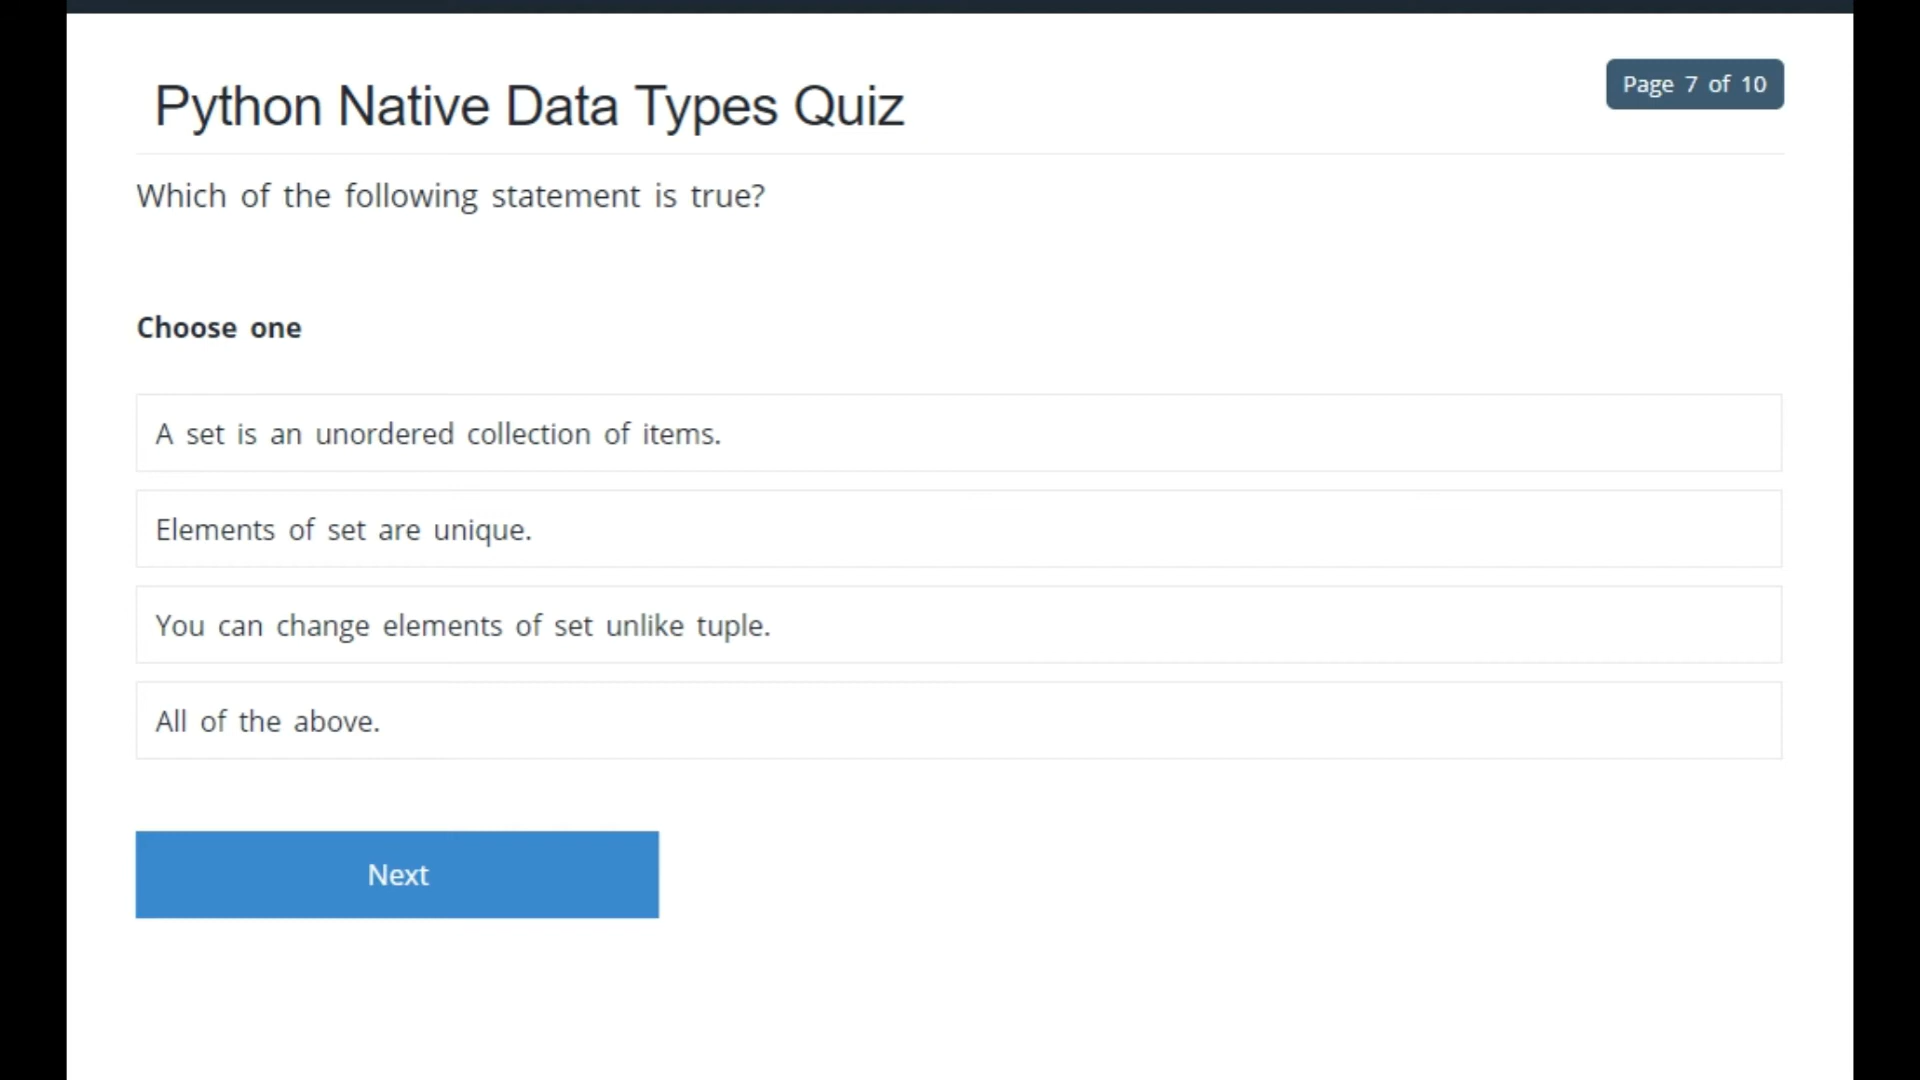 Python Native Data Types Quiz
Page 7 of 10
Which of the following statement is true?
Choose one
A set is an unordered collection of items.
Elements of set are unique.
You can change elements of set unlike tuple.
All of the above.
Next